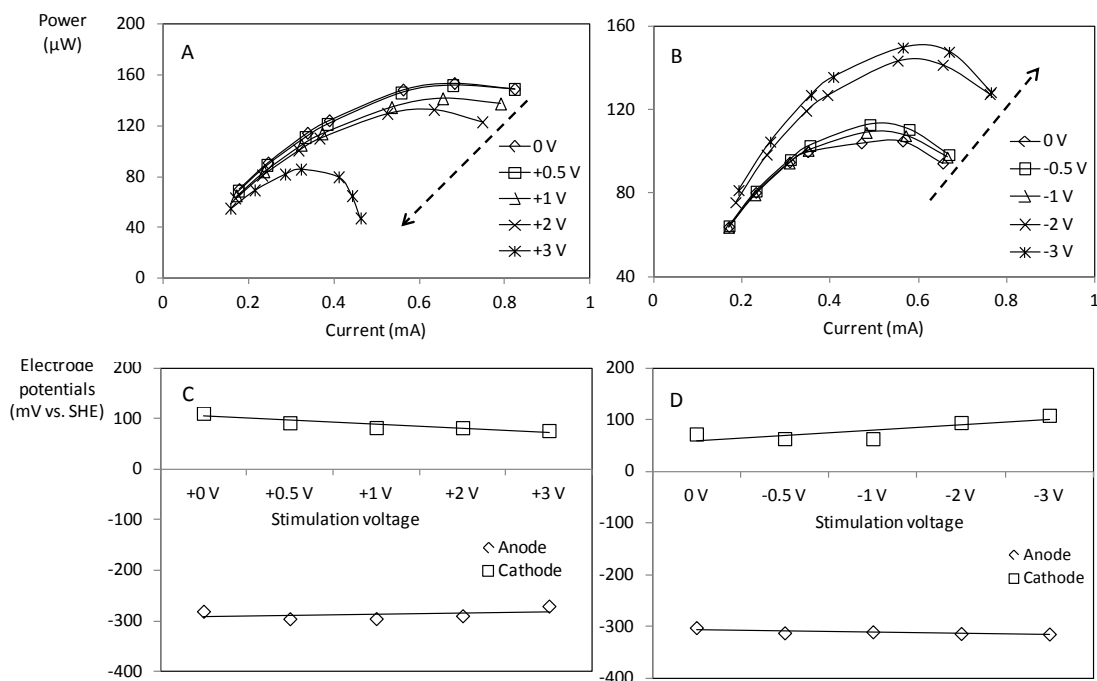 Power
(µW)
200
160
120
80
40
0
A
0 V
+0.5 V
+1 V
+2 V
+3 V
0
0.2
0.4
0.6
0.8
1
Current (mA)
160
120
80
40
B
0 V
-0.5 V
-1 V
-2 V
-3 V
0
0.2
0.4
0.6
0.8
1
Current (mA)
Electrode
potentials
(mV vs. SHE)
200
100
0
-100
-200
-300
-400
C
+0 V
+0.5 V
+1 V
+2 V
+3 V
Stimulation voltage
Anode
Cathode
200
100
0
-100
-200
-300
-400
D
0 V
-0.5 V
-1 V
-2 V
-3 V
Stimulation voltage
Anode
Cathode